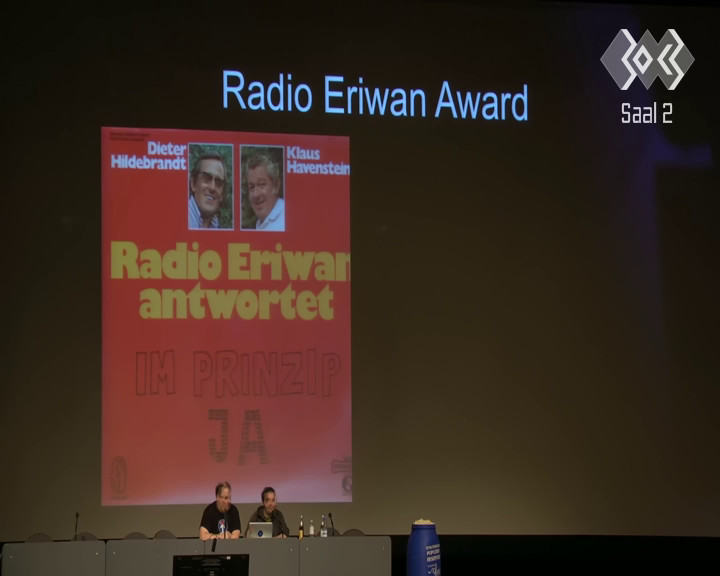 Radio Eriwan Award
Saal 2
Dieter
Hildebrandt
Klaus
Havenstein
Radio Eriwan
antwortet
IM PRINZIP
JA